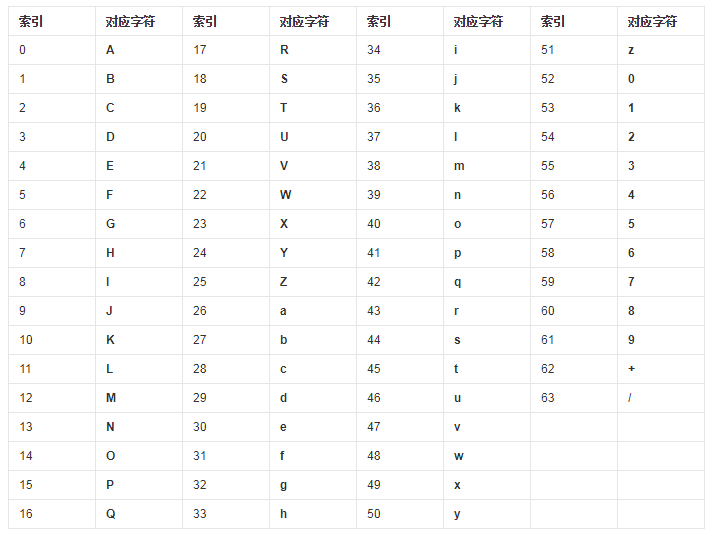 索引 对应字符 索引 对应字符 索引 对应字符 索引 对应字符
0 A 17 R 34 i 51 z
1 B 18 S 35 j 52 0
2 C 19 T 36 k 53 1
3 D 20 U 37 l 54 2
4 E 21 V 38 m 55 3
5 F 22 W 39 n 56 4
6 G 23 X 40 o 57 5
7 H 24 Y 41 p 58 6
8 I 25 Z 42 q 59 7
9 J 26 a 43 r 60 8
10 K 27 b 44 s 61 9
11 L 28 c 45 t 62 +
12 M 29 d 46 u 63 /
13 N 30 e 47 v
14 O 31 f 48 w
15 P 32 g 49 x
16 Q 33 h 50 y